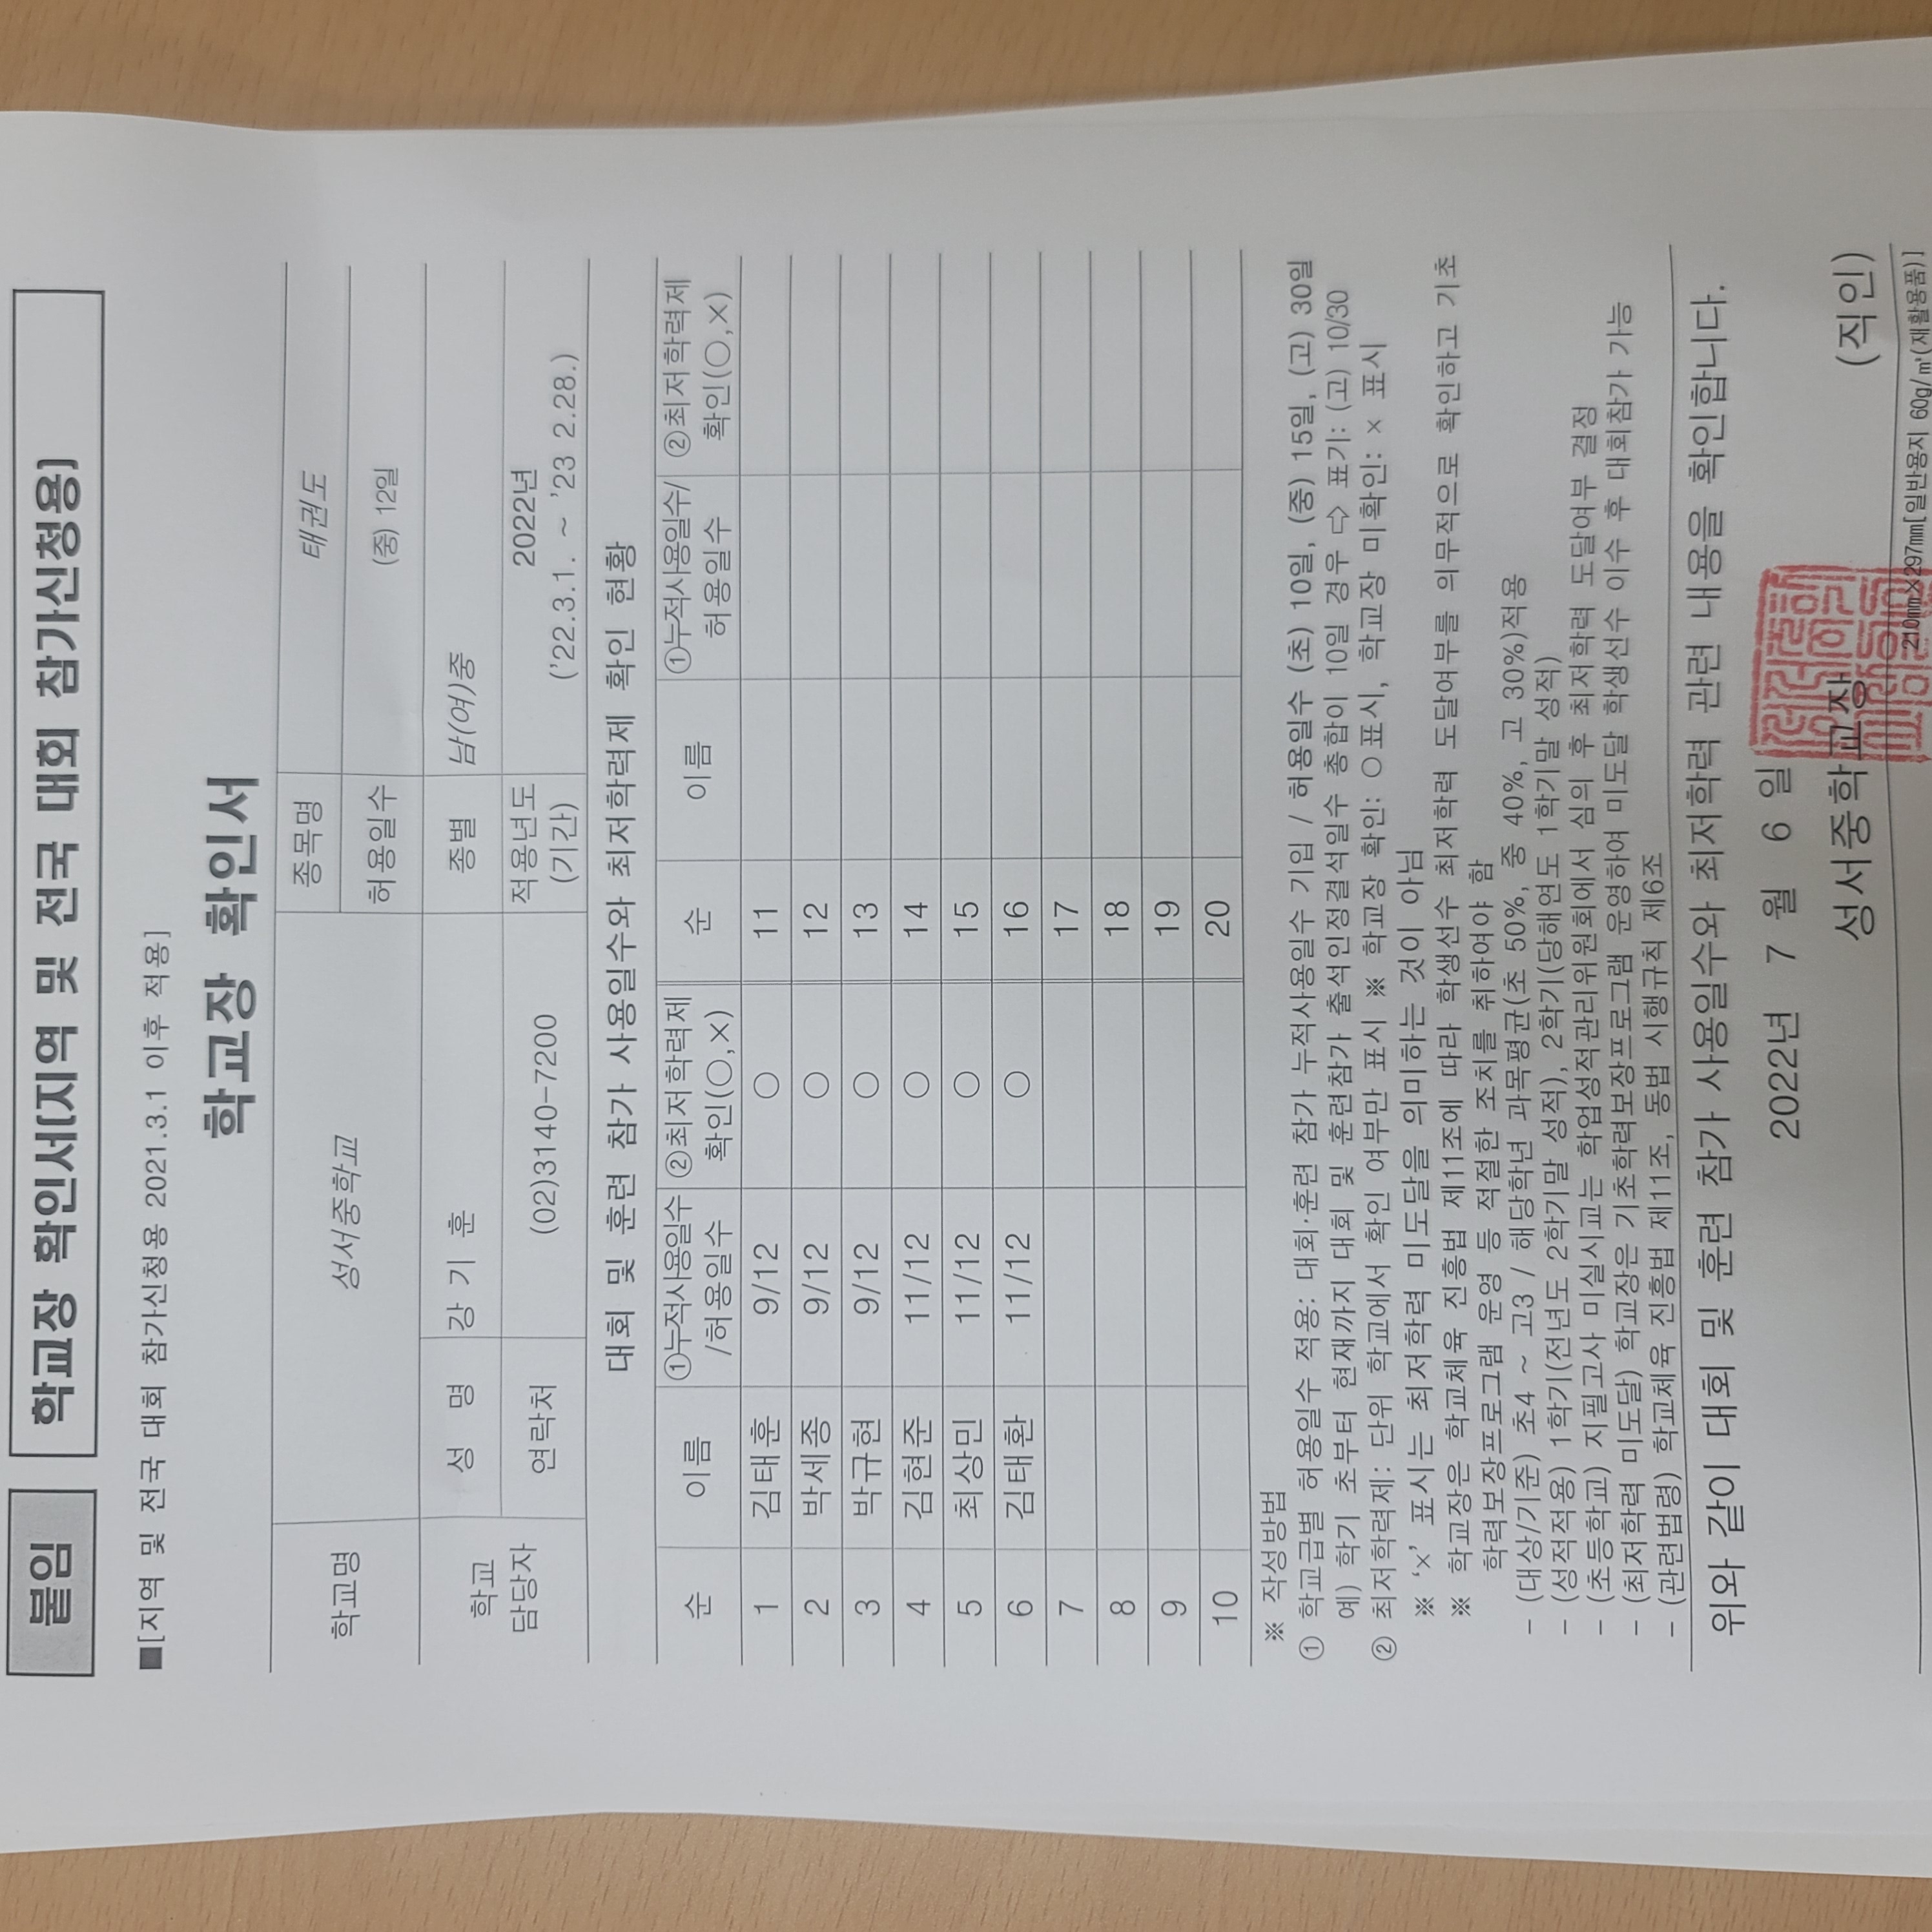 붙임 학교장 확인서(지역 및 전국 대회 참가신청용)
■[지역 및 전국 대회 참가신청용 2021.3.1 이후 적용]
학교장 확인서
학교명 성서중학교 종목명 태권도
허용일수 (중) 12일
학교 담당자 성 명 강 기 훈 종별 남(여)중
연락처 (02)3140-7200 적용년도 (기간) 2022년
('22.3.1. ~ '23 2.28.)
대회 및 훈련 참가 사용일수와 최저학력제 확인 현황
순 이름 ①누적사용일수/허용일수 ②최저학력제 확인(○,×) 순 이름 ①누적사용일수/허용일수 ②최저학력제 확인(○,×)
1 김태훈 9/12 ○ 11
2 박세종 9/12 ○ 12
3 박규현 9/12 ○ 13
4 김현준 11/12 ○ 14
5 최상민 11/12 ○ 15
6 김태환 11/12 ○ 16
7 17
8 18
9 19
10 20
※ 작성방법
① 학교급별 허용일수 적용: 대회·훈련 참가 누적사용일수 기입 / 허용일수 (초) 10일, (중) 15일, (고) 30일
예) 학기 초부터 현재까지 대회 및 훈련참가 출석인정결석일수 총합이 10일 경우 ⇨ 표기: (고) 10/30
② 최저학력제: 단위 학교에서 확인 여부만 표시 ※ 학교장 확인: ○ 표시, 학교장 미확인: × 표시
※ '×' 표시는 최저학력 미도달을 의미하는 것이 아님
※ 학교장은 학교체육 진흥법 제11조에 따라 학생선수 최저학력 도달여부를 의무적으로 확인하고 기초
학력보장프로그램 운영 등 적절한 조치를 취하여야 함
- (대상/기준) 초4 ~ 고3 / 해당학년 과목평균(초 50%, 중 40%, 고 30%)적용
- (성적적용) 1학기(전년도 2학기말 성적), 2학기(당해연도 1학기말 성적)
- (초등학교) 지필고사 미실시교는 학업성적관리위원회에서 심의 후 최저학력 도달여부 결정
- (최저학력 미도달) 학교장은 기초학력보장프로그램 운영하여 미도달 학생선수 이수 후 대회참가 가능
- (관련법령) 학교체육 진흥법 제11조, 동법 시행규칙 제6조
위와 같이 대회 및 훈련 참가 사용일수와 최저학력 관련 내용을 확인합니다.
2022년 7 월 6 일
성서중학교장 (직인)
210mm×297mm[일반용지 60g/㎡(재활용품)]